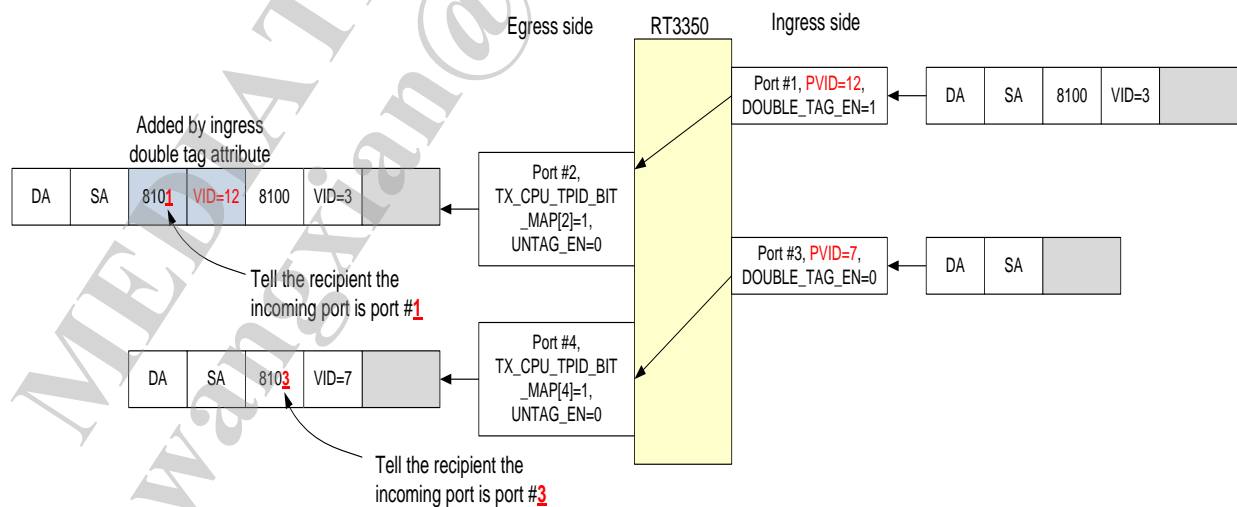 Egress side
RT3350
Ingress side
Port #1, PVID=12,
DOUBLE_TAG_EN=1
DA
SA
8100
VID=3
Added by ingress
double tag attribute
DA
SA
8101
VID=12
8100
VID=3
Port #2,
TX_CPU_TPID_BIT
_MAP[2]=1,
UNTAG_EN=0
Tell the recipient the
incoming port is port #1
Port #3, PVID=7,
DOUBLE_TAG_EN=0
DA
SA
Port #4,
TX_CPU_TPID_BIT
_MAP[4]=1,
UNTAG_EN=0
DA
SA
8103
VID=7
Tell the recipient the
incoming port is port #3
MEDIAT
wangxian@